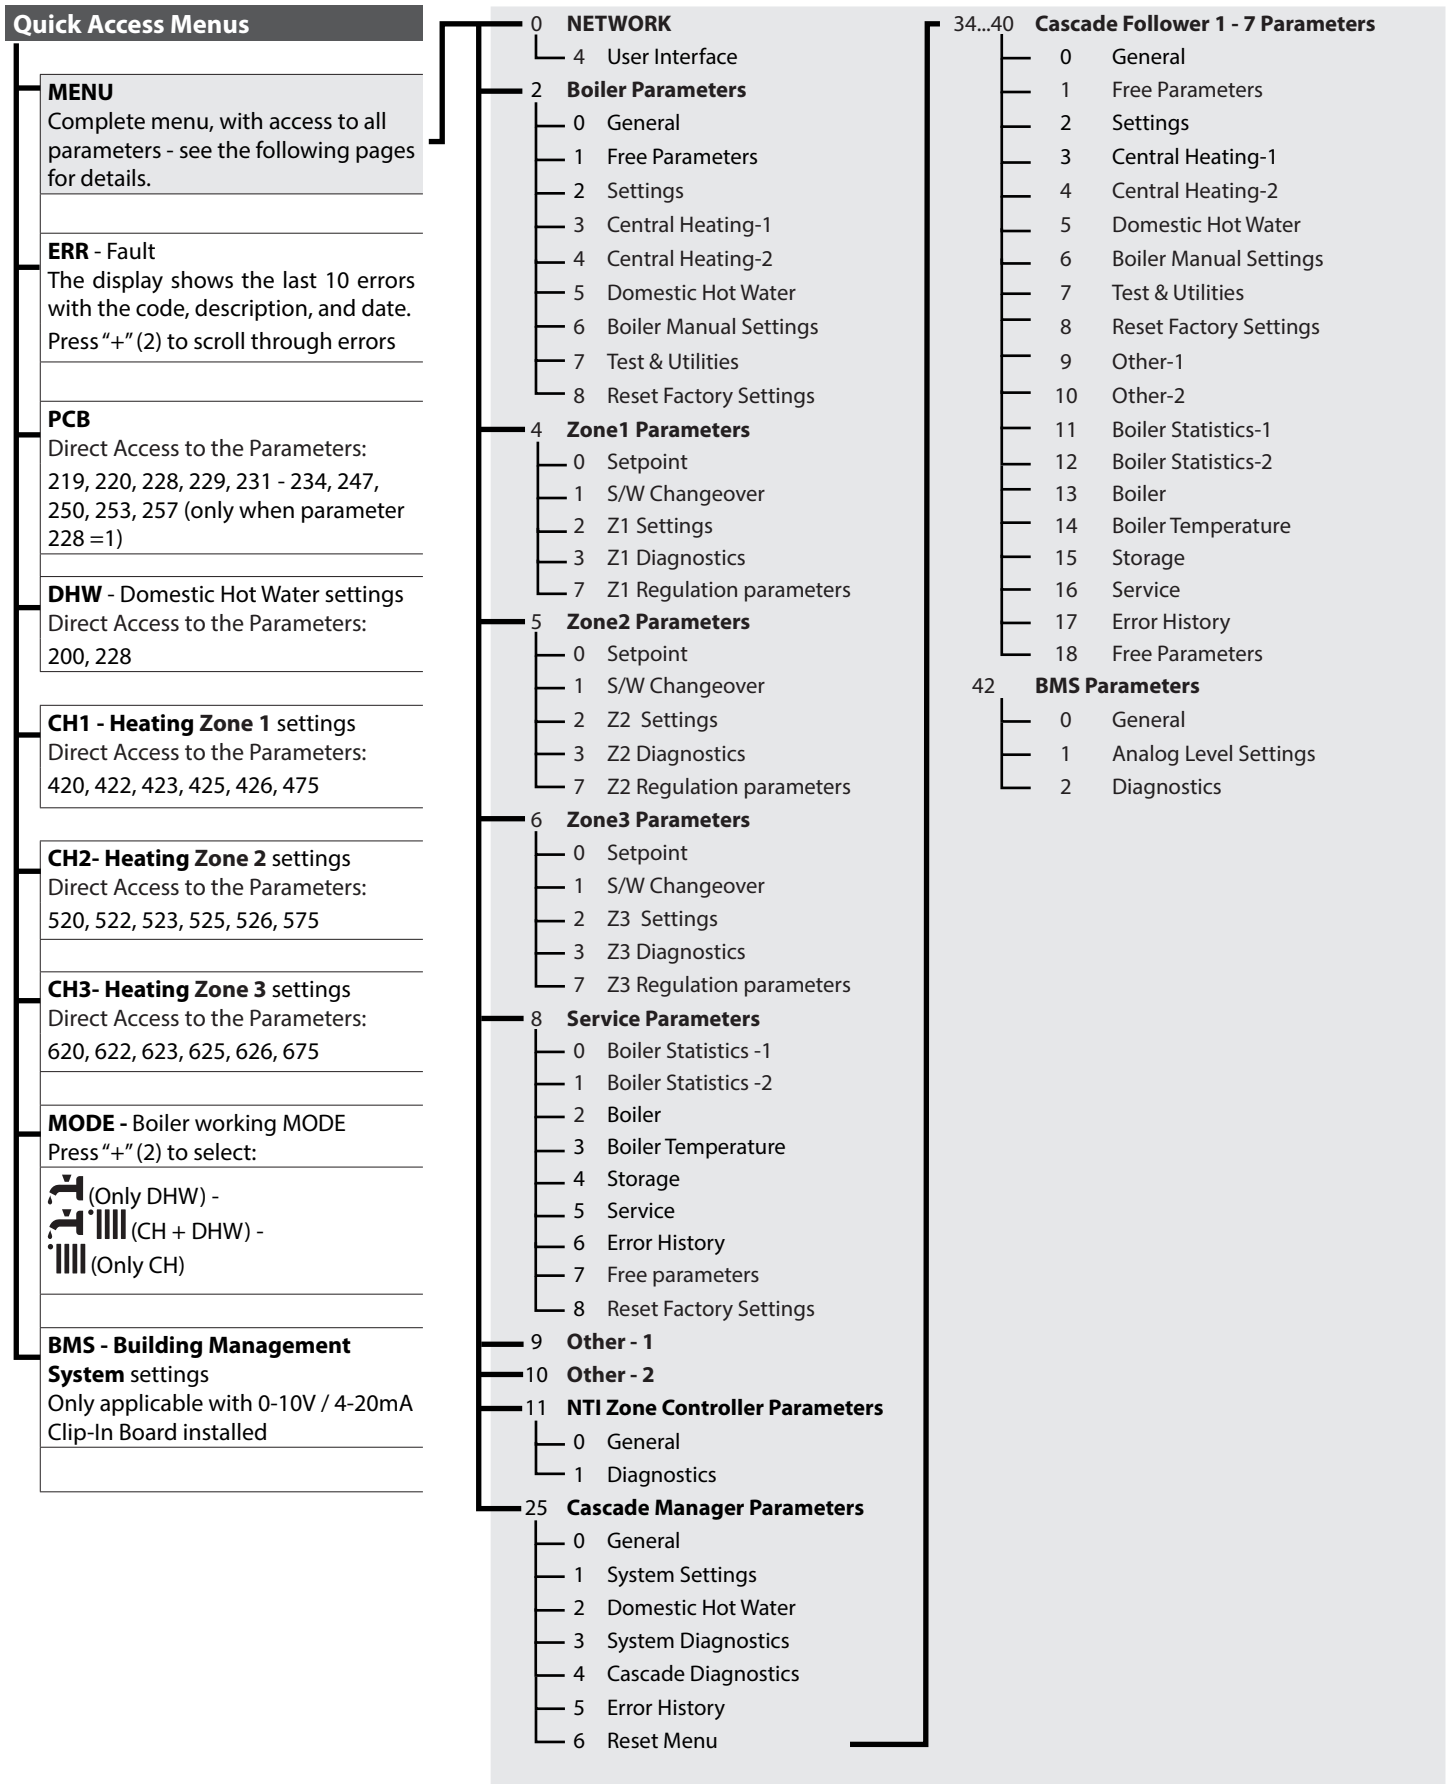 Quick Access Menus
MENU
Complete menu, with access to all
parameters - see the following pages
for details.
ERR - Fault
The display shows the last 10 errors
with the code, description, and date.
Press "+" (2) to scroll through errors
PCB
Direct Access to the Parameters:
219, 220, 228, 229, 231 - 234, 247,
250, 253, 257 (only when parameter
228 =1)
DHW - Domestic Hot Water settings
Direct Access to the Parameters:
200, 228
CH1 - Heating Zone 1 settings
Direct Access to the Parameters:
420, 422, 423, 425, 426, 475
CH2- Heating Zone 2 settings
Direct Access to the Parameters:
520, 522, 523, 525, 526, 575
CH3- Heating Zone 3 settings
Direct Access to the Parameters:
620, 622, 623, 625, 626, 675
MODE - Boiler working MODE
Press "+" (2) to select:
(Only DHW) -
(CH + DHW) -
(Only CH)
BMS - Building Management
System settings
Only applicable with 0-10V / 4-20mA
Clip-In Board installed
0 NETWORK
4 User Interface
2 Boiler Parameters
0 General
1 Free Parameters
2 Settings
3 Central Heating-1
4 Central Heating-2
5 Domestic Hot Water
6 Boiler Manual Settings
7 Test & Utilities
8 Reset Factory Settings
4 Zone1 Parameters
0 Setpoint
1 S/W Changeover
2 Z1 Settings
3 Z1 Diagnostics
7 Z1 Regulation parameters
5 Zone2 Parameters
0 Setpoint
1 S/W Changeover
2 Z2 Settings
3 Z2 Diagnostics
7 Z2 Regulation parameters
6 Zone3 Parameters
0 Setpoint
1 S/W Changeover
2 Z3 Settings
3 Z3 Diagnostics
7 Z3 Regulation parameters
8 Service Parameters
0 Boiler Statistics -1
1 Boiler Statistics -2
2 Boiler
3 Boiler Temperature
4 Storage
5 Service
6 Error History
7 Free parameters
8 Reset Factory Settings
9 Other - 1
10 Other - 2
11 NTI Zone Controller Parameters
0 General
1 Diagnostics
25 Cascade Manager Parameters
0 General
1 System Settings
2 Domestic Hot Water
3 System Diagnostics
4 Cascade Diagnostics
5 Error History
6 Reset Menu
34...40 Cascade Follower 1 - 7 Parameters
0 General
1 Free Parameters
2 Settings
3 Central Heating-1
4 Central Heating-2
5 Domestic Hot Water
6 Boiler Manual Settings
7 Test & Utilities
8 Reset Factory Settings
9 Other-1
10 Other-2
11 Boiler Statistics-1
12 Boiler Statistics-2
13 Boiler
14 Boiler Temperature
15 Storage
16 Service
17 Error History
18 Free Parameters
42 BMS Parameters
0 General
1 Analog Level Settings
2 Diagnostics